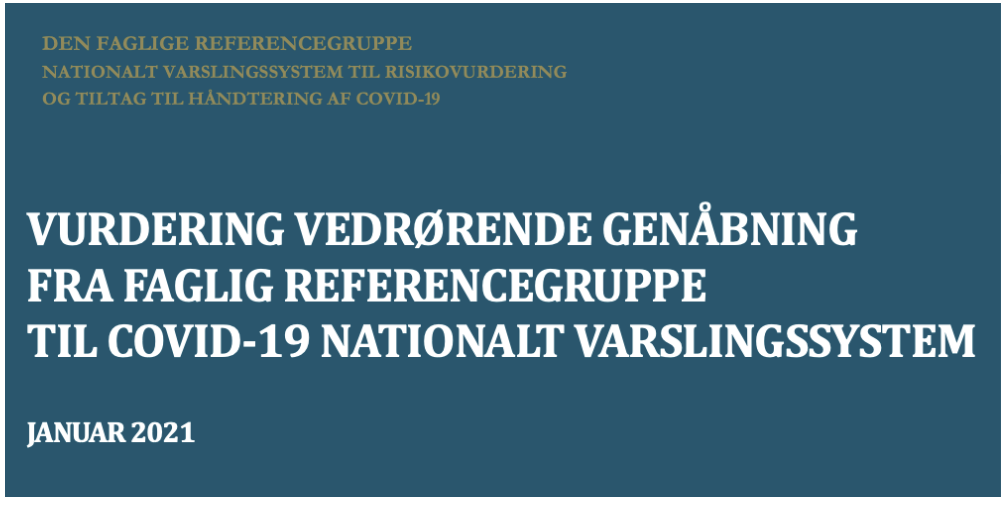 DEN FAGLIGE REFERENCEGRUPPE
NATIONALT VARSLINGSSYSTEM TIL RISIKOVURDERING
OG TILTAG TIL HÅNDTERING AF COVID-19
VURDERING VEDRØRENDE GENÅBNING
FRA FAGLIG REFERENCEGRUPPE
TIL COVID-19 NATIONALT VARSLINGSSYSTEM
JANUAR 2021